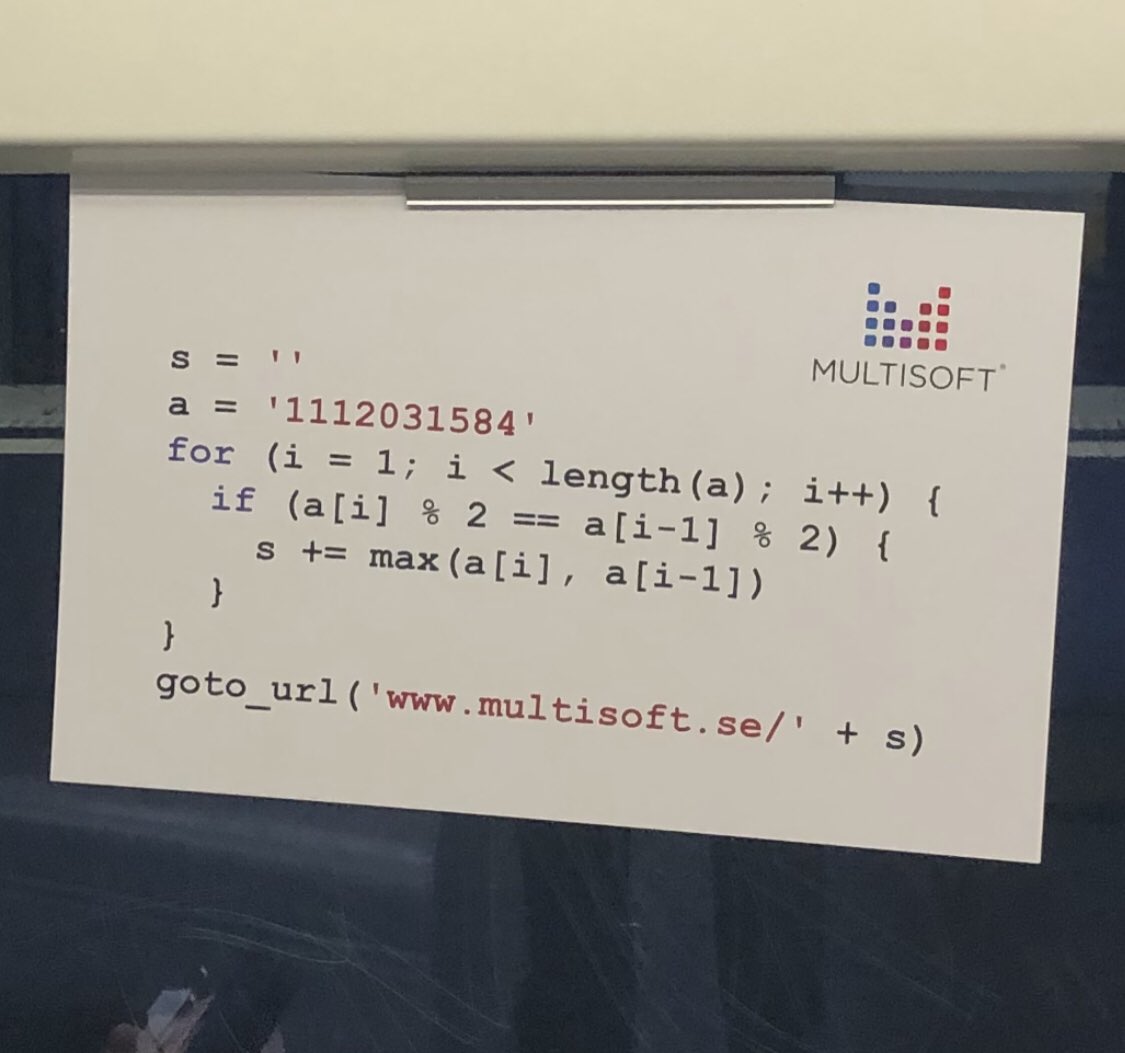 MULTISOFT®
s = ''
a = '1112031584'
for (i = 1; i < length(a); i++) {
  if (a[i] % 2 == a[i-1] % 2) {
    s += max(a[i], a[i-1])
  }
}
goto_url('www.multisoft.se/' + s)